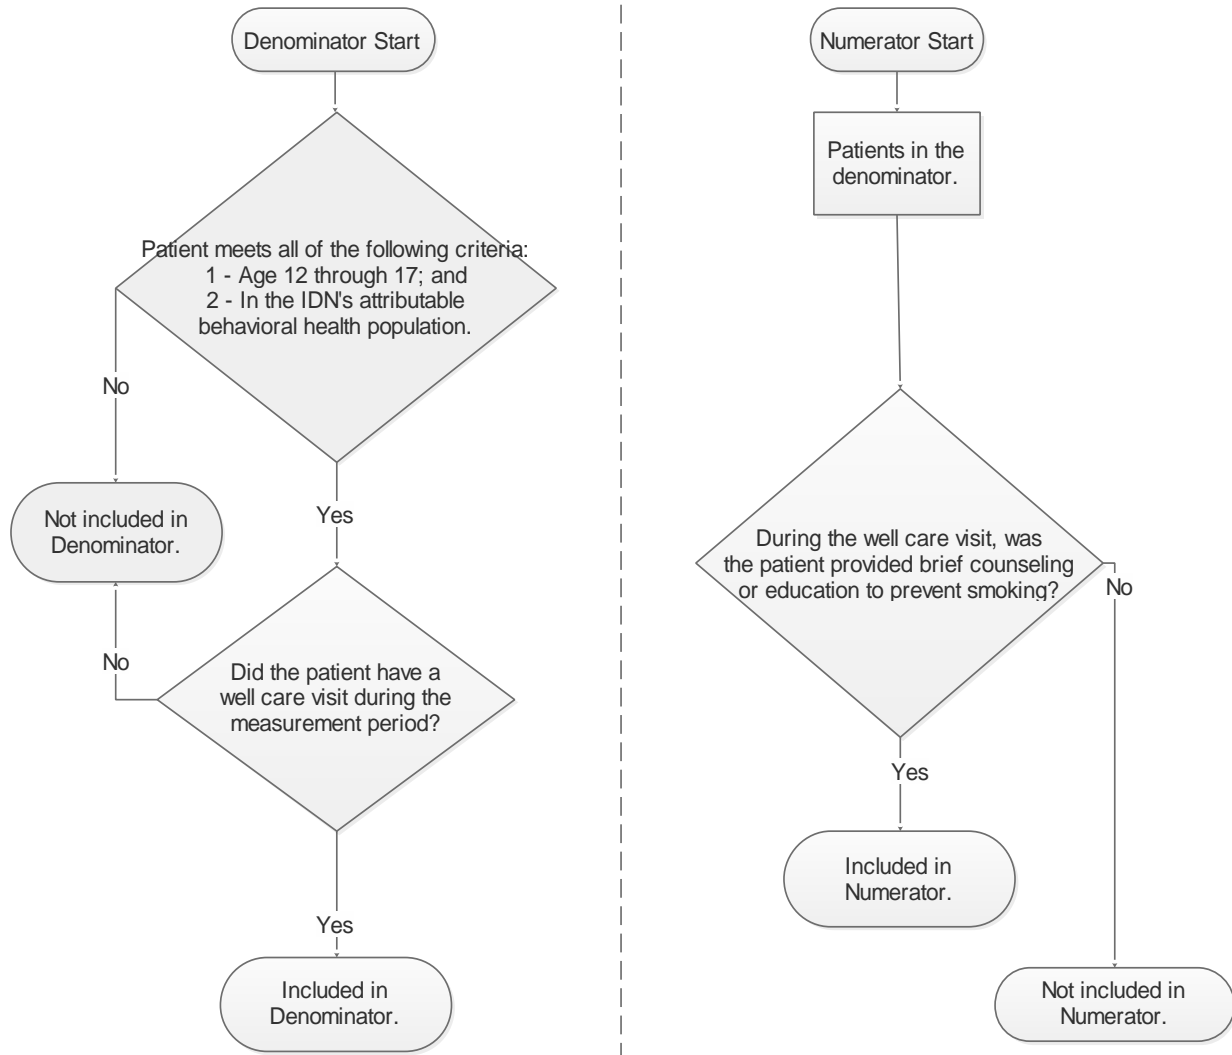 Denominator Start
Patient meets all of the following criteria:
1 - Age 12 through 17; and
2 - In the IDN's attributable
behavioral health population.
No
Yes
Not included in
Denominator.
No
Did the patient have a
well care visit during the
measurement period?
Yes
Included in
Denominator.
Numerator Start
Patients in the
denominator.
During the well care visit, was
the patient provided brief counseling
or education to prevent smoking?
No
Yes
Included in
Numerator.
Not included in
Numerator.